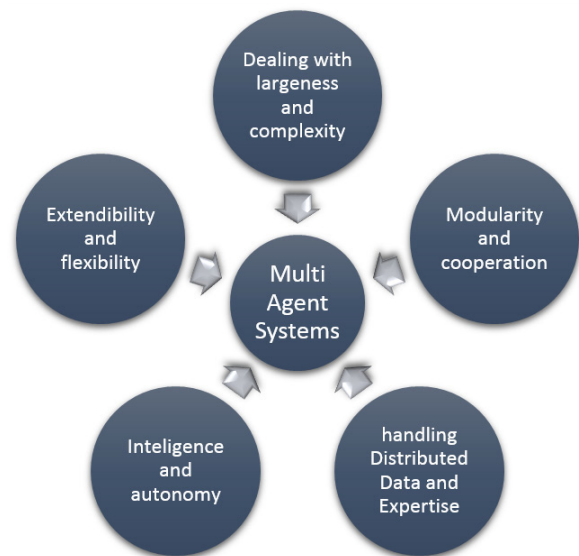 Dealing with
largeness
and
complexity
Extendibility
and
flexibility
Modularity
and
cooperation
Multi
Agent
Systems
Inteligence
and
autonomy
handling
Distributed
Data and
Expertise